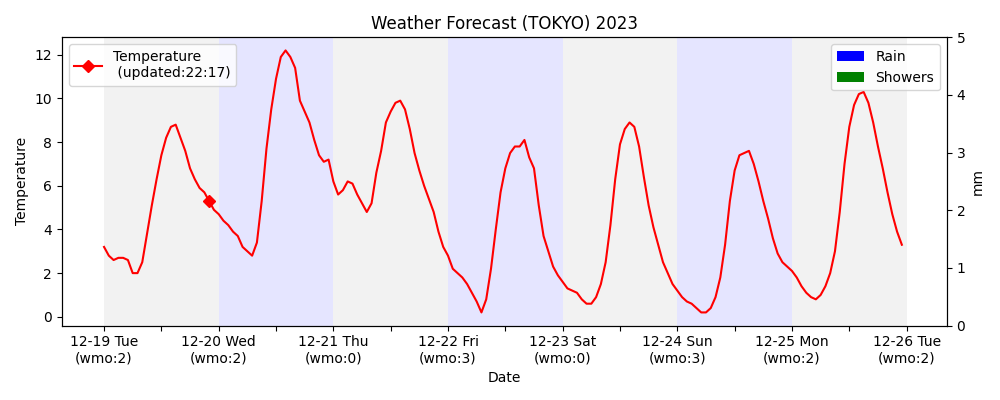 Weather Forecast (TOKYO) 2023
Temperature
(updated:22:17)
Rain
Showers
12
10
8
6
4
2
0
Temperature
5
4
3
2
1
0
mm
12-19 Tue
(wmo:2)
12-20 Wed
(wmo:2)
12-21 Thu
(wmo:0)
12-22 Fri
(wmo:3)
12-23 Sat
(wmo:0)
12-24 Sun
(wmo:3)
12-25 Mon
(wmo:2)
12-26 Tue
(wmo:2)
Date